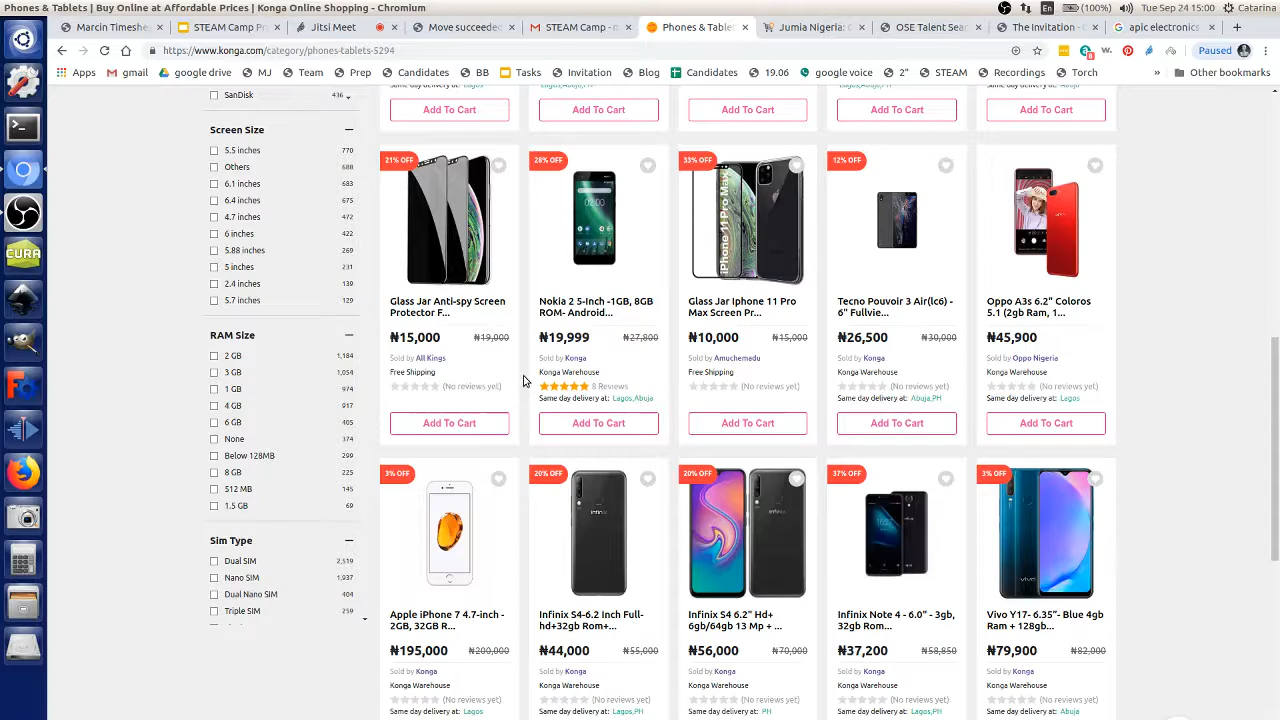 Phones & Tablets | Buy Online at Affordable Prices | Konga Online Shopping - Chromium
En (100%) Tue Sep 24 15:00 Catarina
Marcin Timeshe
STEAM Camp Pr
Jitsi Meet
Movesucceeded
STEAM Camp -
Phones & Table
Jumia Nigeria:
OSE Talent Sea
The Invitation -
apic electronics
https://www.konga.com/category/phones-tablets-5294
Paused
Apps gmail google drive MJ Team Prep Candidates BB Tasks Invitation Blog Candidat 19.06 google voice 2" STEAM Recordings Torch » Other bookmarks
SanDisk 436
Screen Size
5.5 inches 770
Others 688
6.1 inches 683
6.4 inches 675
4.7 inches 472
6 inches 422
5.88 inches 269
5 inches 231
2.4 inches 130
5.7 inches 129
RAM Size
2 GB 1,184
3 GB 1,054
1 GB 974
4 GB 917
6 GB 405
None 374
Below 128MB 299
8 GB 225
512 MB 145
1.5 GB 69
Sim Type
Dual SIM 2,519
Nano SIM 1,937
Dual Nano SIM 404
Triple SIM 259
Add To Cart
Add To Cart
Add To Cart
Add To Cart
Add To Cart
21% OFF
Glass Jar Anti-spy Screen
Protector F...
₦15,000 ₦19,000
Sold by All Kings
Free Shipping
(No reviews yet)
Add To Cart
28% OFF
02:00
Nokia 2 5-Inch -1GB, 8GB
ROM- Android...
₦19,999 ₦27,800
Sold by Konga
Konga Warehouse
8 Reviews
Same day delivery at: Lagos,Abuja
Add To Cart
33% OFF
iPhone 11 Pro Max
Glass Jar Iphone 11 Pro
Max Screen Pr...
₦10,000 ₦15,000
Sold by Amuchemadu
Free Shipping
(No reviews yet)
Add To Cart
12% OFF
Tecno Pouvoir 3 Air(lc6) -
6" Fullvie...
₦26,500 ₦30,000
Sold by Konga
Konga Warehouse
(No reviews yet)
Same day delivery at: Abuja,PH
Add To Cart
Oppo A3s 6.2" Coloros
5.1 (2gb Ram, 1...
₦45,900
Sold by Oppo Nigeria
Konga Warehouse
(No reviews yet)
Same day delivery at: Lagos
Add To Cart
3% OFF
Apple iPhone 7 4.7-inch -
2GB, 32GB R...
₦195,000 ₦200,000
Sold by Konga
Konga Warehouse
(No reviews yet)
Same day delivery at: Lagos
20% OFF
Infinix
Infinix S4-6.2 Inch Full-
hd+32gb Rom+...
₦44,000 ₦55,000
Sold by Konga
Konga Warehouse
(No reviews yet)
Same day delivery at: Lagos,PH
20% OFF
Infinix
Infinix S4 6.2" Hd+
6gb/64gb 13 Mp + ...
₦56,000 ₦70,000
Sold by Konga
Konga Warehouse
(No reviews yet)
Same day delivery at: PH
37% OFF
Infinix Note 4 - 6.0" - 3gb,
32gb Rom...
₦37,200 ₦58,850
Sold by Konga
Konga Warehouse
(No reviews yet)
Same day delivery at: Lagos,PH
3% OFF
vivo
Vivo Y17- 6.35”- Blue 4gb
Ram + 128gb...
₦79,900 ₦82,000
Sold by Konga
Konga Warehouse
(No reviews yet)
Same day delivery at: Abuja
CURA